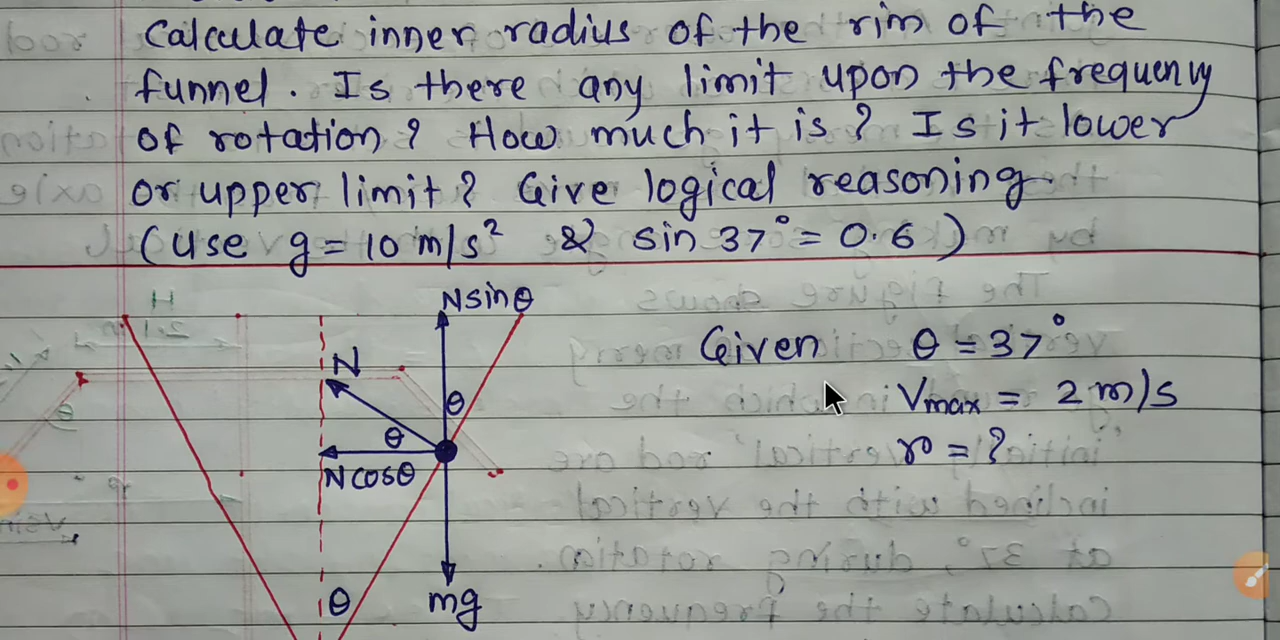 Calculate inner radius of the rim of the
funnel. Is there any limit upon the frequency
of rotation? How much it is? Is it lower
or upper limit? Give logical reasoning.
(Use g = 10 m/s² & sin 37° = 0.6)
N sinθ
Given θ = 37°
N
θ
Vmax = 2 m/s
θ
r = ?
N cosθ
θ
mg